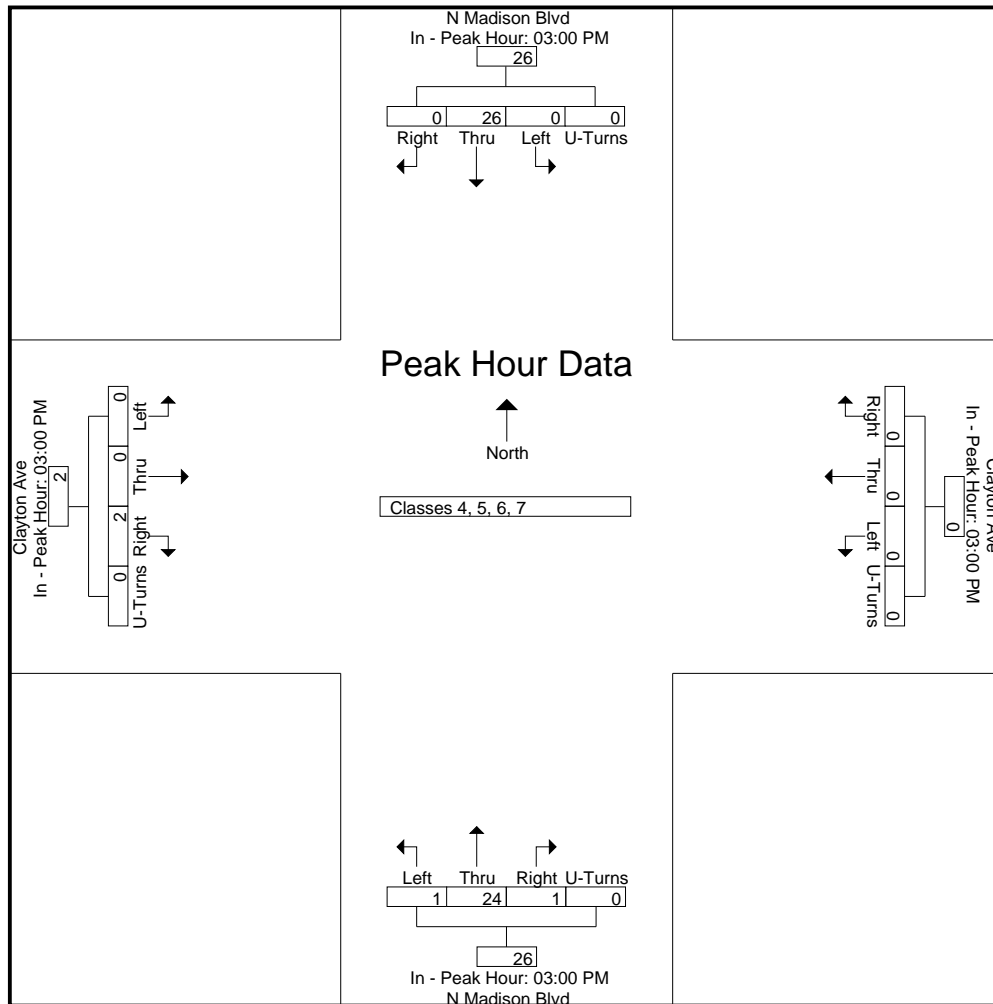 N Madison Blvd
In - Peak Hour: 03:00 PM
26
0 26 0 0
Right Thru Left U-Turns
Peak Hour Data
North
Classes 4, 5, 6, 7
Clayton Ave
In - Peak Hour: 03:00 PM
2
0 0 2 0
Left Thru Right U-Turns
Right Thru Left U-Turns
0 0 0 0
0
In - Peak Hour: 03:00 PM
Clayton Ave
Left Thru Right U-Turns
1 24 1 0
26
In - Peak Hour: 03:00 PM
N Madison Blvd